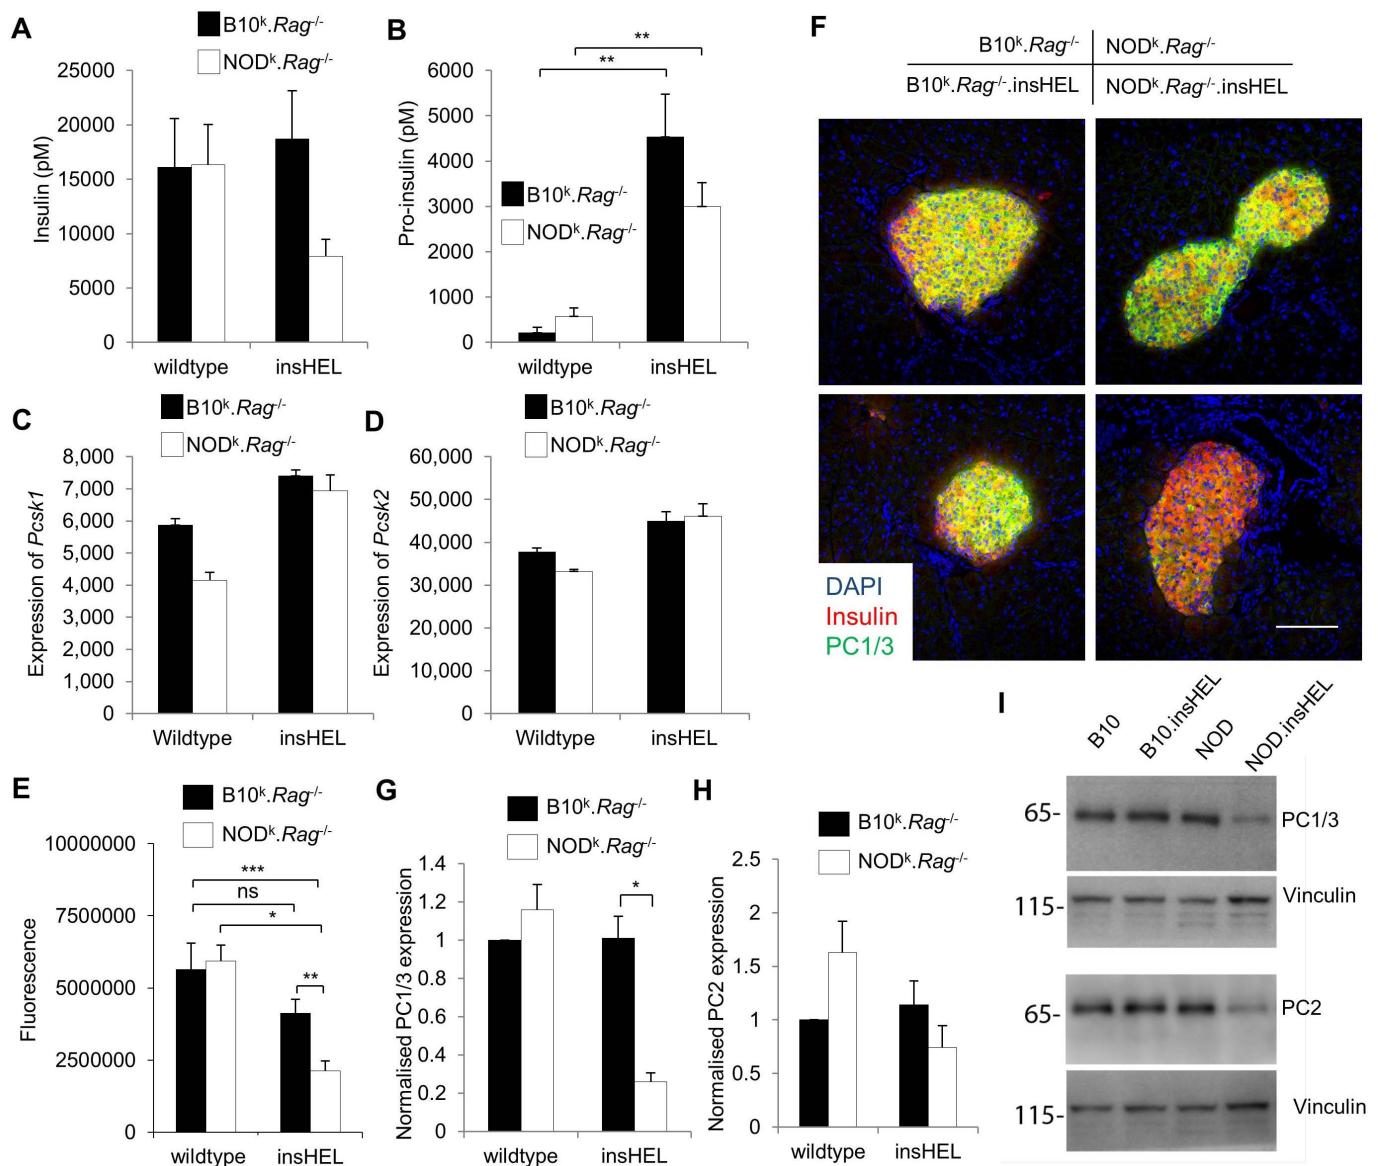 A
B10ᵏ.Rag⁻/⁻
NODᵏ.Rag⁻/⁻
Insulin (pM)
25000
20000
15000
10000
5000
0
wildtype
insHEL
B
**
**
Pro-insulin (pM)
6000
5000
4000
3000
2000
1000
0
B10ᵏ.Rag⁻/⁻
NODᵏ.Rag⁻/⁻
wildtype
insHEL
C
B10ᵏ.Rag⁻/⁻
NODᵏ.Rag⁻/⁻
Expression of Pcsk1
8,000
7,000
6,000
5,000
4,000
3,000
2,000
1,000
0
Wildtype
insHEL
D
B10ᵏ.Rag⁻/⁻
NODᵏ.Rag⁻/⁻
Expression of Pcsk2
60,000
50,000
40,000
30,000
20,000
10,000
0
Wildtype
insHEL
E
B10ᵏ.Rag⁻/⁻
NODᵏ.Rag⁻/⁻
Fluorescence
10000000
7500000
5000000
2500000
0
***
ns
*
**
wildtype
insHEL
F
B10ᵏ.Rag⁻/⁻
NODᵏ.Rag⁻/⁻
B10ᵏ.Rag⁻/⁻.insHEL
NODᵏ.Rag⁻/⁻.insHEL
DAPI
Insulin
PC1/3
G
B10ᵏ.Rag⁻/⁻
NODᵏ.Rag⁻/⁻
Normalised PC1/3 expression
1.4
1.2
1
0.8
0.6
0.4
0.2
0
*
wildtype
insHEL
H
B10ᵏ.Rag⁻/⁻
NODᵏ.Rag⁻/⁻
Normalised PC2 expression
2.5
2
1.5
1
0.5
0
wildtype
insHEL
I
B10
B10.insHEL
NOD
NOD.insHEL
65-
PC1/3
115-
Vinculin
65-
PC2
115-
Vinculin